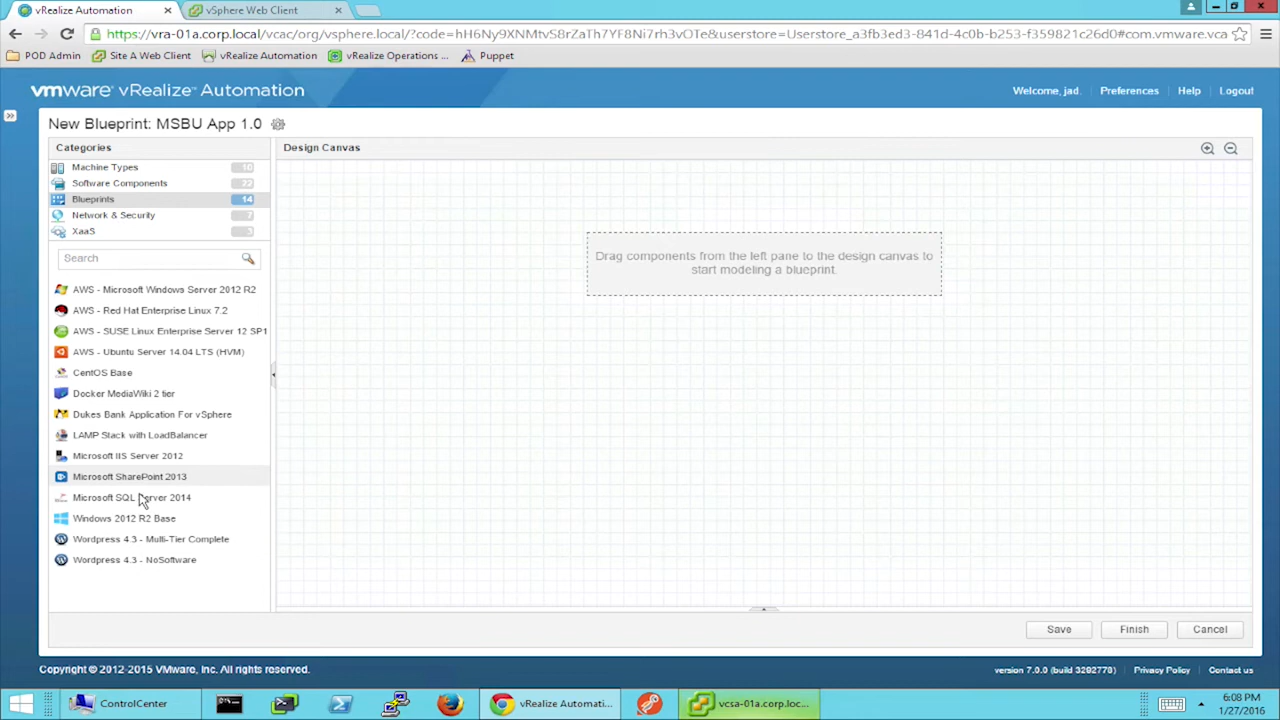 vRealize Automation
vSphere Web Client
https://vra-01a.corp.local/vcac/org/vsphere.local/?code=hH6Ny9XNMtvIsZaTh7YF8Ni7rh3vOTe&userstore=Userstore_a3fb3ed3-841d-4c0b-b253-f359821c26d0#com.vmware.vca
POD Admin
Site A Web Client
vRealize Automation
vRealize Operations ...
Puppet
vmware vRealize Automation
Welcome, jad.
Preferences
Help
Logout
New Blueprint: MSBU App 1.0
Categories
Machine Types 10
Software Components 22
Blueprints 14
Network & Security 7
XaaS 3
Search
AWS - Microsoft Windows Server 2012 R2
AWS - Red Hat Enterprise Linux 7.2
AWS - SUSE Linux Enterprise Server 12 SP1
AWS - Ubuntu Server 14.04 LTS (HVM)
CentOS Base
Docker MediaWiki 2 tier
Dukes Bank Application For vSphere
LAMP Stack with LoadBalancer
Microsoft IIS Server 2012
Microsoft SharePoint 2013
Microsoft SQL Server 2014
Windows 2012 R2 Base
Wordpress 4.3 - Multi-Tier Complete
Wordpress 4.3 - NoSoftware
Design Canvas
Drag components from the left pane to the design canvas to
start modeling a blueprint.
Save
Finish
Cancel
Copyright © 2012-2015 VMware, Inc. All rights reserved.
version 7.0.0 (build 3292778)
Privacy Policy
Contact us
ControlCenter
vRealize Automati...
vcsa-01a.corp.loc...
6:08 PM
1/27/2016